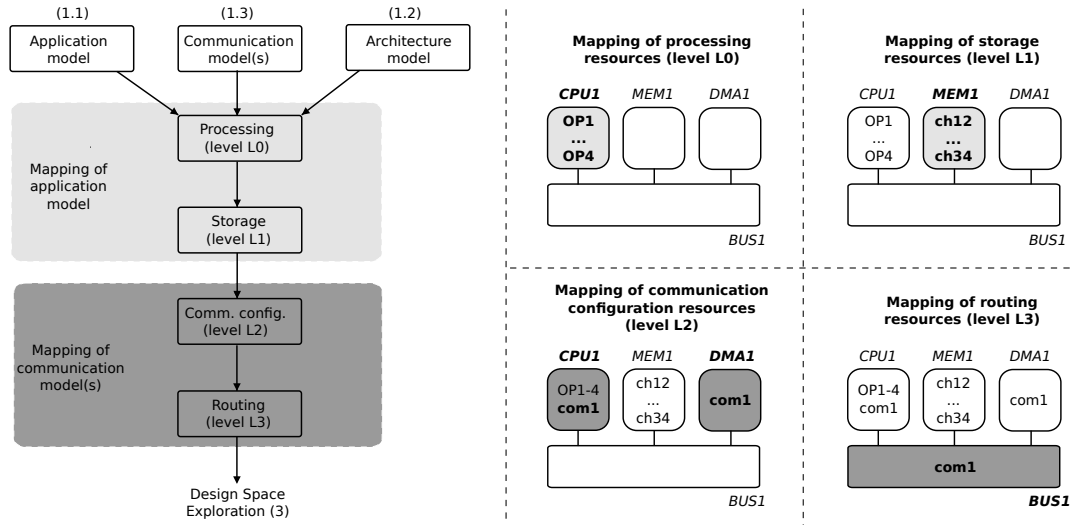 (1.1)
(1.3)
(1.2)
Application
model
Communication
model(s)
Architecture
model
Mapping of
application
model
Processing
(level L0)
Storage
(level L1)
Mapping of
communication
model(s)
Comm. config.
(level L2)
Routing
(level L3)
Design Space
Exploration (3)
Mapping of processing
resources (level L0)
CPU1
MEM1
DMA1
OP1
...
OP4
BUS1
Mapping of storage
resources (level L1)
CPU1
MEM1
DMA1
OP1
...
OP4
ch12
...
ch34
BUS1
Mapping of communication
configuration resources
(level L2)
CPU1
MEM1
DMA1
OP1-4
com1
ch12
...
ch34
com1
BUS1
Mapping of routing
resources (level L3)
CPU1
MEM1
DMA1
OP1-4
com1
ch12
...
ch34
com1
com1
BUS1